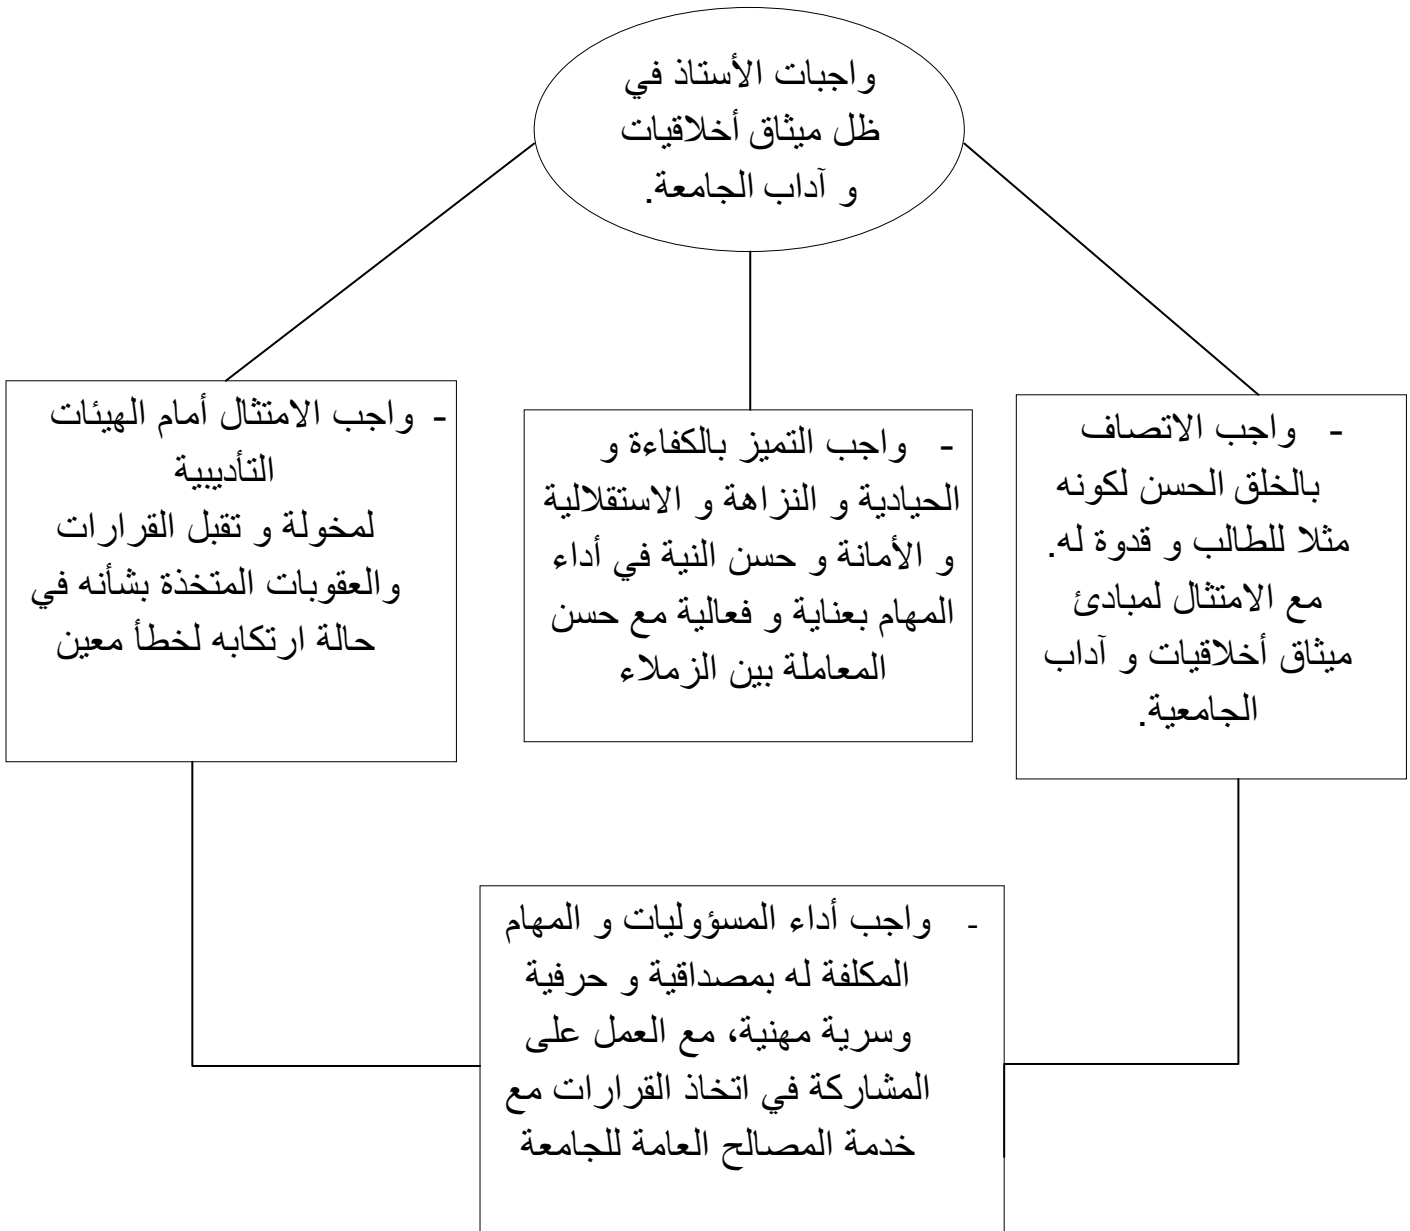 واجبات الأستاذ في
ظل ميثاق أخلاقيات
و آداب الجامعة.
- واجب الاتصاف
بالخلق الحسن لكونه
مثلا للطالب و قدوة له.
مع الامتثال لمبادئ
ميثاق أخلاقيات و آداب
الجامعية.
- واجب التميز بالكفاءة و
الحيادية و النزاهة و الاستقلالية
و الأمانة و حسن النية في أداء
المهام بعناية و فعالية مع حسن
المعاملة بين الزملاء
- واجب الامتثال أمام الهيئات
التأديبية
لمخولة و تقبل القرارات
والعقوبات المتخذة بشأنه في
حالة ارتكابه لخطأ معين
- واجب أداء المسؤوليات و المهام
المكلفة له بمصداقية و حرفية
وسرية مهنية، مع العمل على
المشاركة في اتخاذ القرارات مع
خدمة المصالح العامة للجامعة